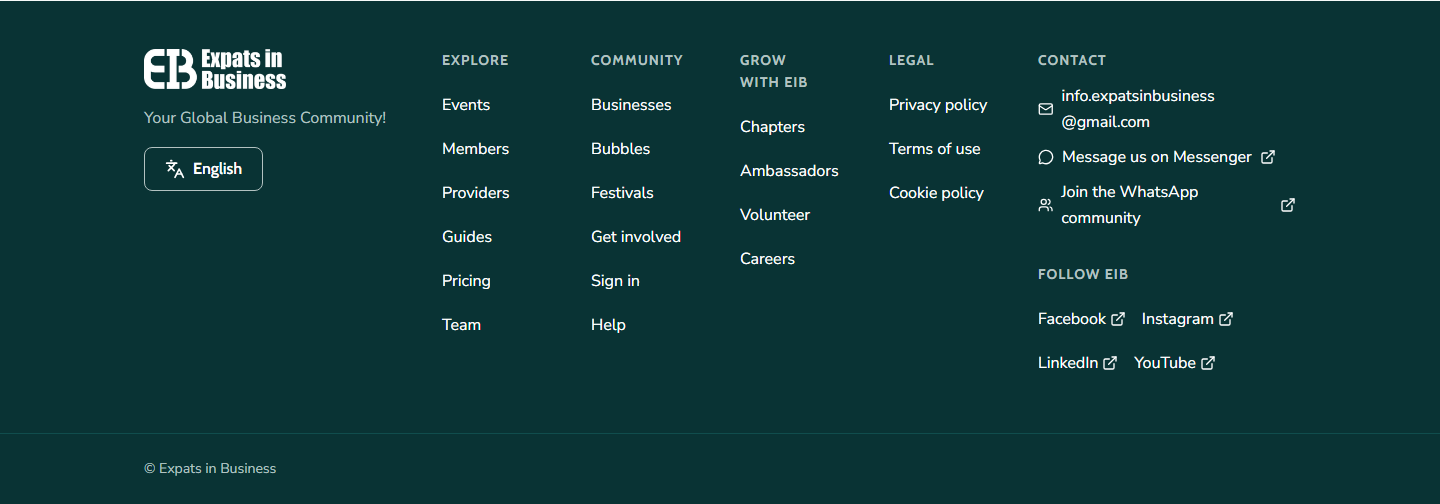 EIB Expats in
Business
Your Global Business Community!
English
EXPLORE
Events
Members
Providers
Guides
Pricing
Team
COMMUNITY
Businesses
Bubbles
Festivals
Get involved
Sign in
Help
GROW
WITH EIB
Chapters
Ambassadors
Volunteer
Careers
LEGAL
Privacy policy
Terms of use
Cookie policy
CONTACT
info.expatsinbusiness
@gmail.com
Message us on Messenger
Join the WhatsApp
community
FOLLOW EIB
Facebook Instagram
LinkedIn YouTube
© Expats in Business